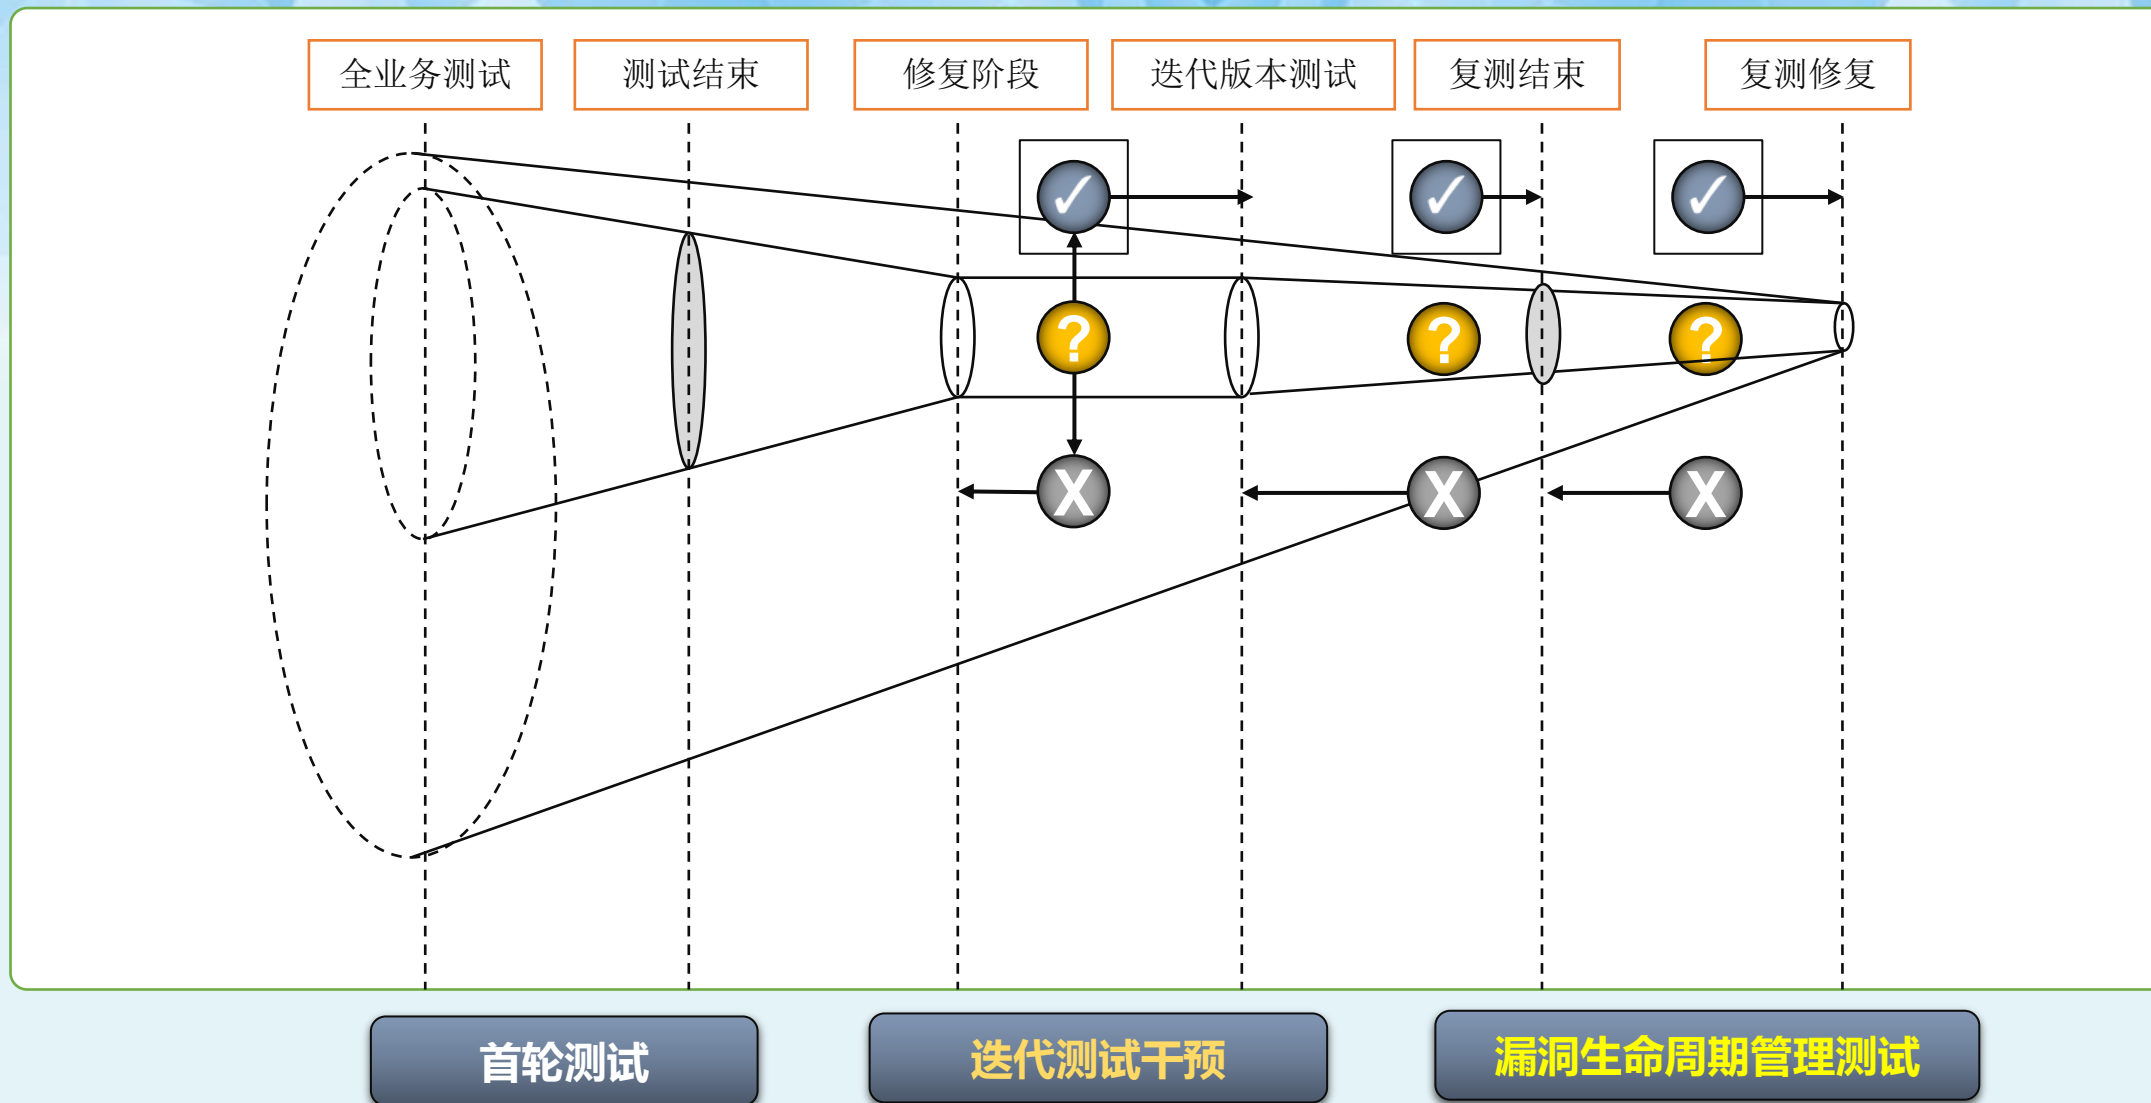 全业务测试
测试结束
修复阶段
迭代版本测试
复测结束
复测修复
✓
✓
✓
?
?
?
X
X
X
首轮测试
迭代测试干预
漏洞生命周期管理测试